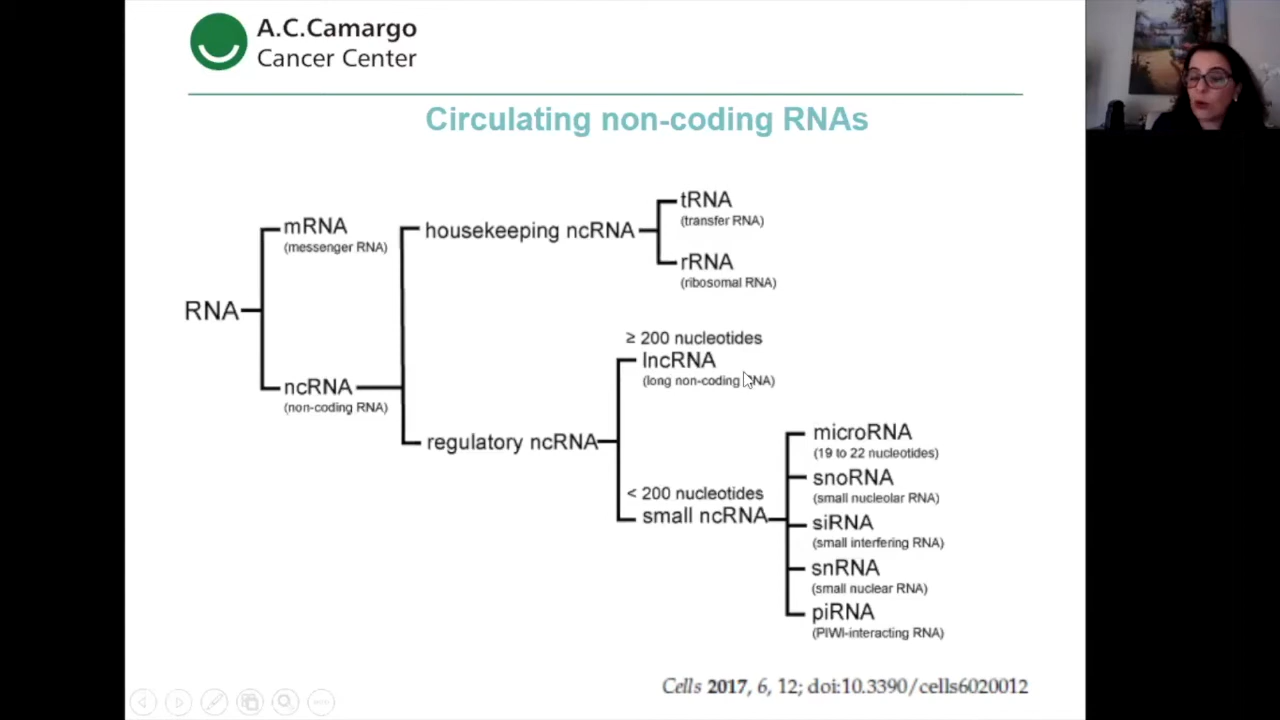 A.C.Camargo
Cancer Center
Circulating non-coding RNAs
RNA
mRNA
(messenger RNA)
ncRNA
(non-coding RNA)
housekeeping ncRNA
tRNA
(transfer RNA)
rRNA
(ribosomal RNA)
regulatory ncRNA
≥ 200 nucleotides
lncRNA
(long non-coding RNA)
< 200 nucleotides
small ncRNA
microRNA
(19 to 22 nucleotides)
snoRNA
(small nucleolar RNA)
siRNA
(small interfering RNA)
snRNA
(small nuclear RNA)
piRNA
(PIWI-interacting RNA)
Cells 2017, 6, 12; doi:10.3390/cells6020012